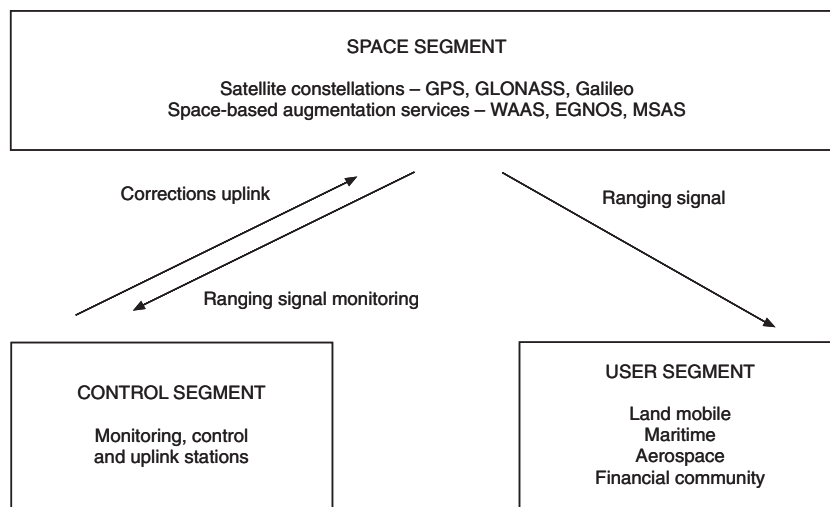 SPACE SEGMENT
Satellite constellations – GPS, GLONASS, Galileo
Space-based augmentation services – WAAS, EGNOS, MSAS
Corrections uplink
Ranging signal
Ranging signal monitoring
CONTROL SEGMENT
Monitoring, control
and uplink stations
USER SEGMENT
Land mobile
Maritime
Aerospace
Financial community